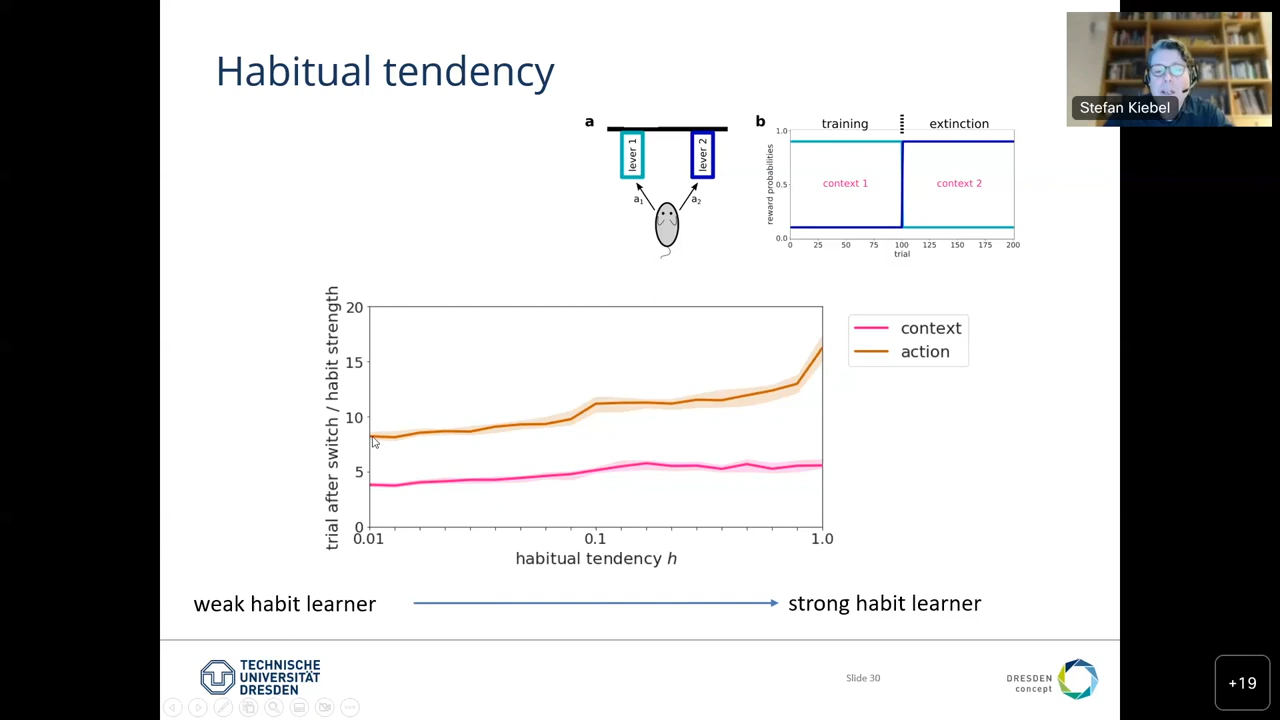 Habitual tendency
Stefan Kiebel
a
lever 1
lever 2
a1
a2
b
training
extinction
reward probabilities
1.0
0.5
0.0
context 1
context 2
0 25 50 75 100 125 150 175 200
trial
trial after switch / habit strength
20
15
10
5
0
0.01 0.1 1.0
habitual tendency h
context
action
weak habit learner
strong habit learner
TECHNISCHE
UNIVERSITÄT
DRESDEN
Slide 30
DRESDEN
concept
+19